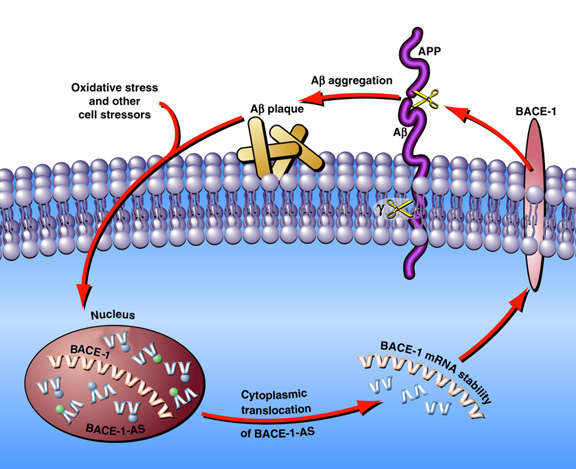 APP
Aβ aggregation
Oxidative stress
and other
cell stressors
Aβ plaque
BACE-1
Aβ
γ
Nucleus
BACE-1
BACE-1-AS
Cytoplasmic
translocation
of BACE-1-AS
BACE-1 mRNA stability